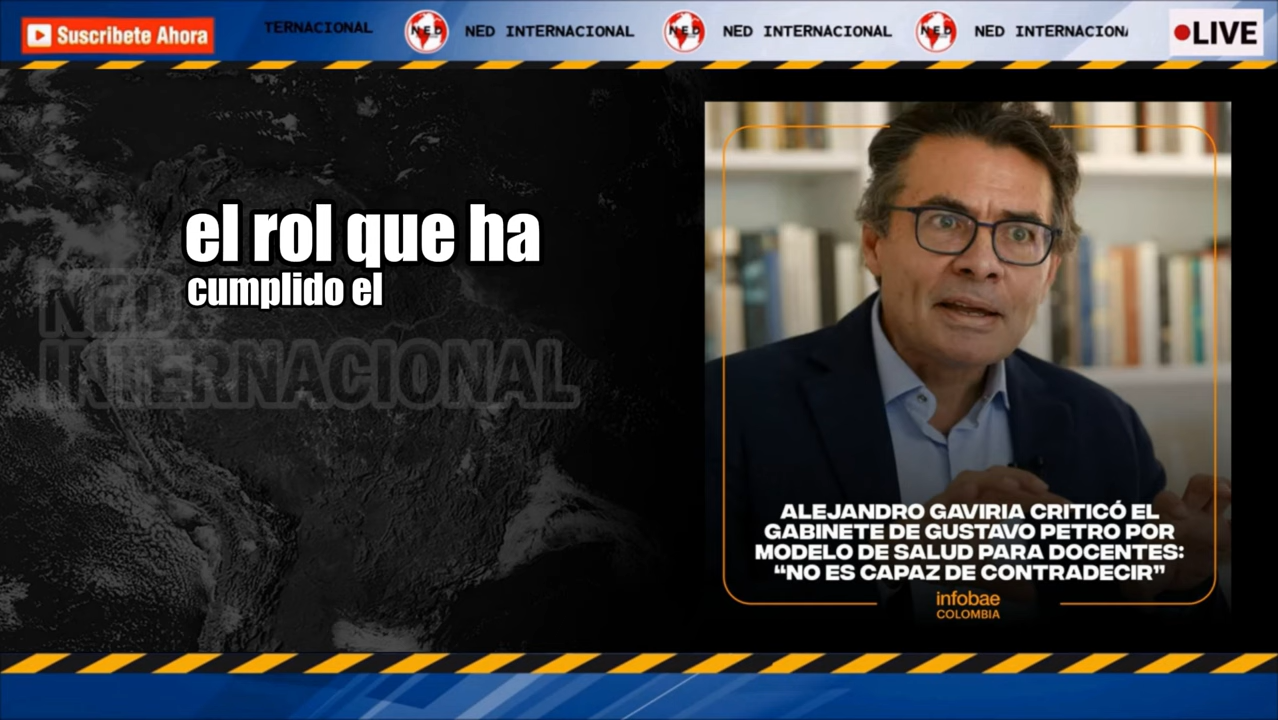 Suscribete Ahora
TERNACIONAL
NED
NED INTERNACIONAL
NED
NED INTERNACIONAL
NED
NED INTERNACION
LIVE
el rol que ha
cumplido el
NED
INTERNACIONAL
ALEJANDRO GAVIRIA CRITICÓ EL
GABINETE DE GUSTAVO PETRO POR
MODELO DE SALUD PARA DOCENTES:
“NO ES CAPAZ DE CONTRADECIR”
infobae
COLOMBIA